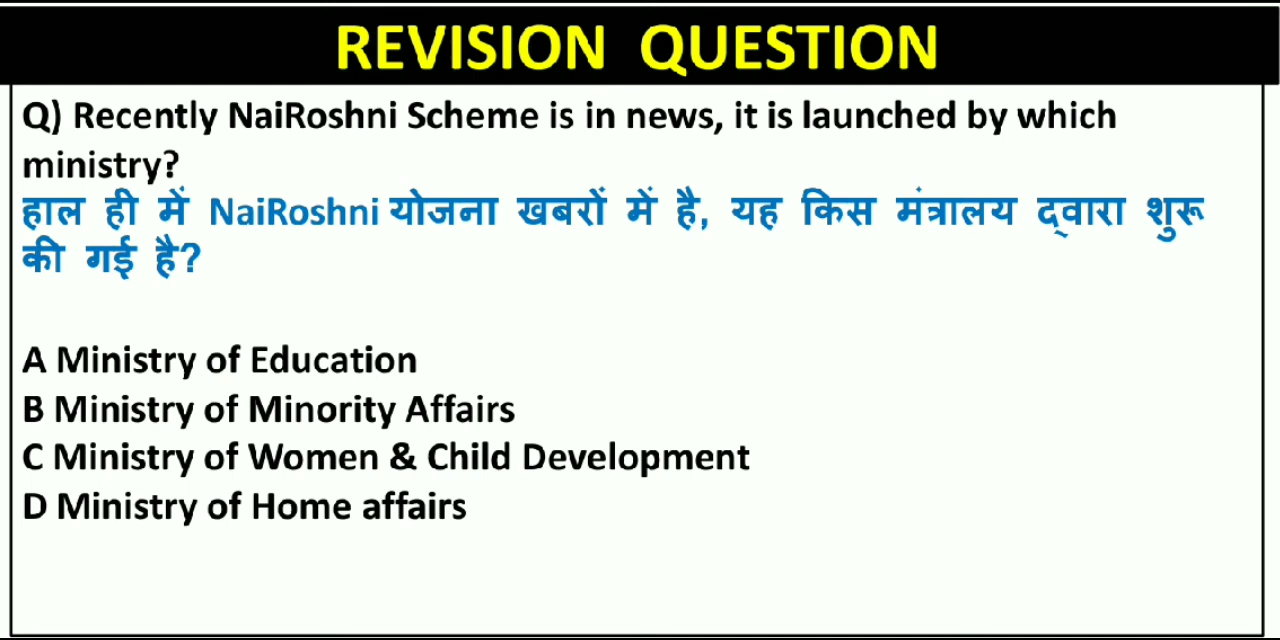 REVISION QUESTION
Q) Recently NaiRoshni Scheme is in news, it is launched by which
ministry?
हाल ही में NaiRoshni योजना खबरों में है, यह किस मंत्रालय द्वारा शुरू
की गई है?
A Ministry of Education
B Ministry of Minority Affairs
C Ministry of Women & Child Development
D Ministry of Home affairs